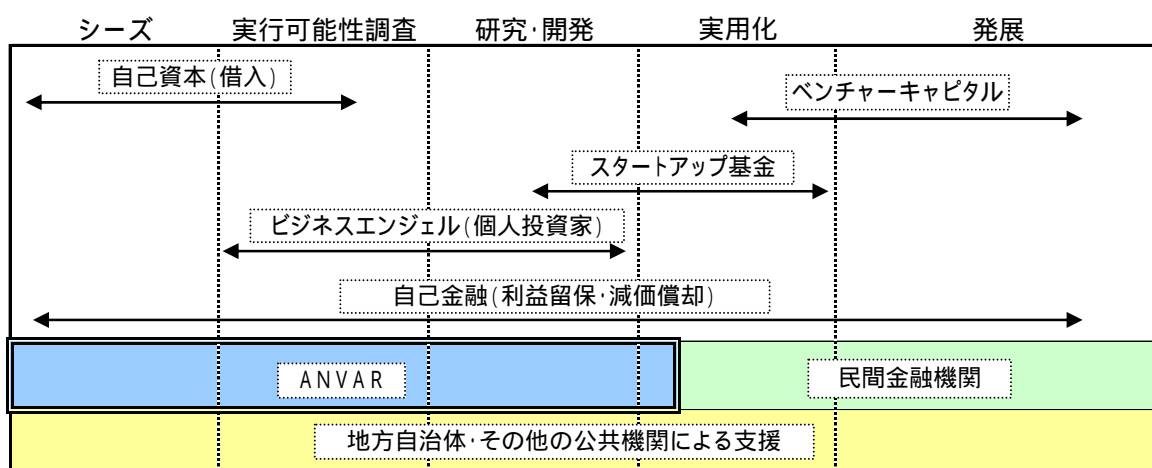 シーズ 実行可能性調査 研究・開発 実用化 発展
自己資本(借入)
ベンチャーキャピタル
スタートアップ基金
ビジネスエンジェル(個人投資家)
自己金融(利益留保・減価償却)
ANVAR 民間金融機関
地方自治体・その他の公共機関による支援